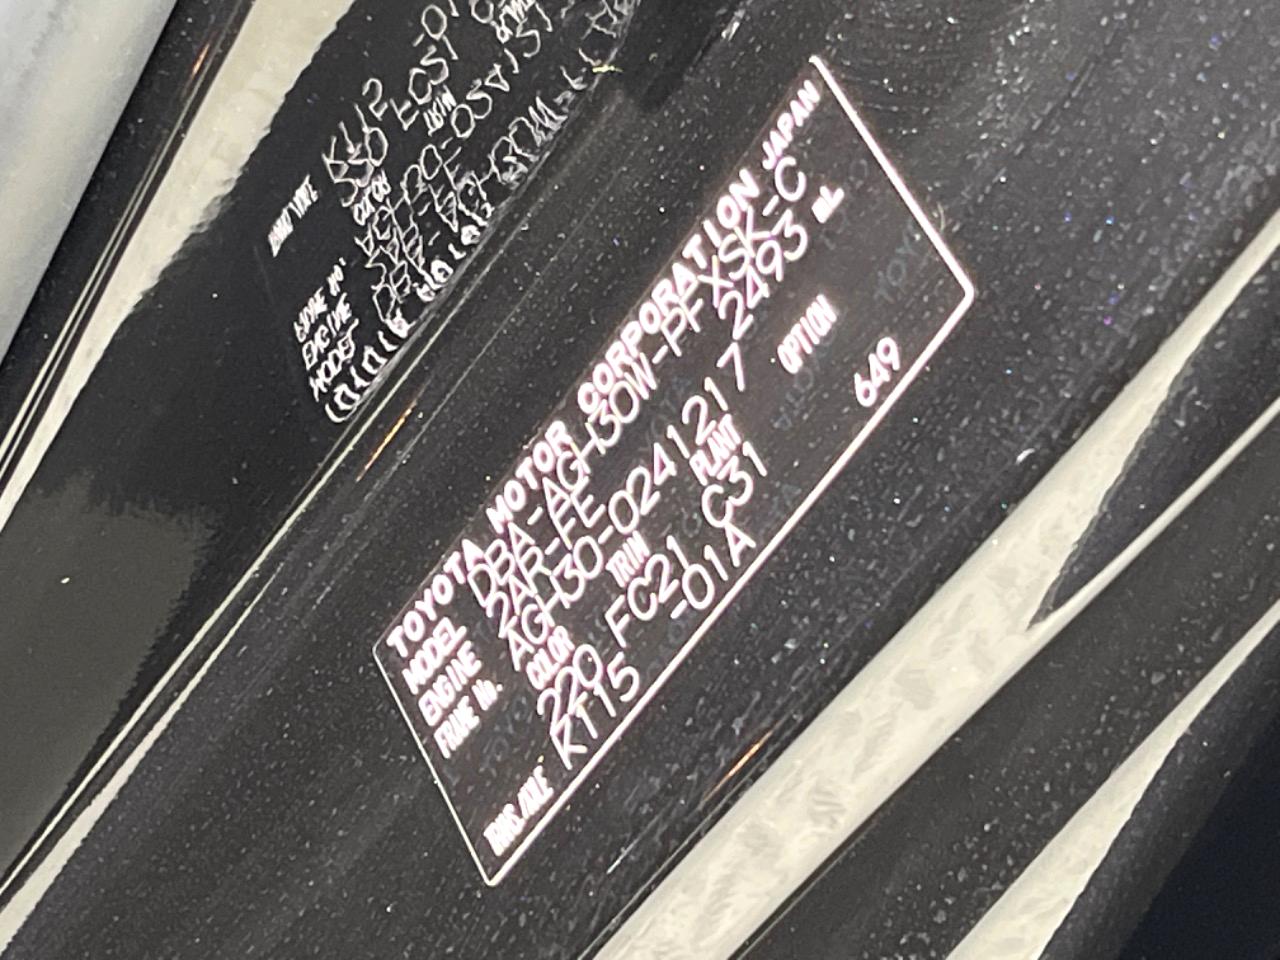 TOYOTA MOTOR CORPORATION JAPAN
MODEL DBA-AGH30W-PFXSK-C
ENGINE 2AR-FE 2493 mL
FRAME No. AGH30-0241217
COLOR TRIM PLANT OPTION
220 FC21 C31 649
TRANS./AXLE K115 -01A